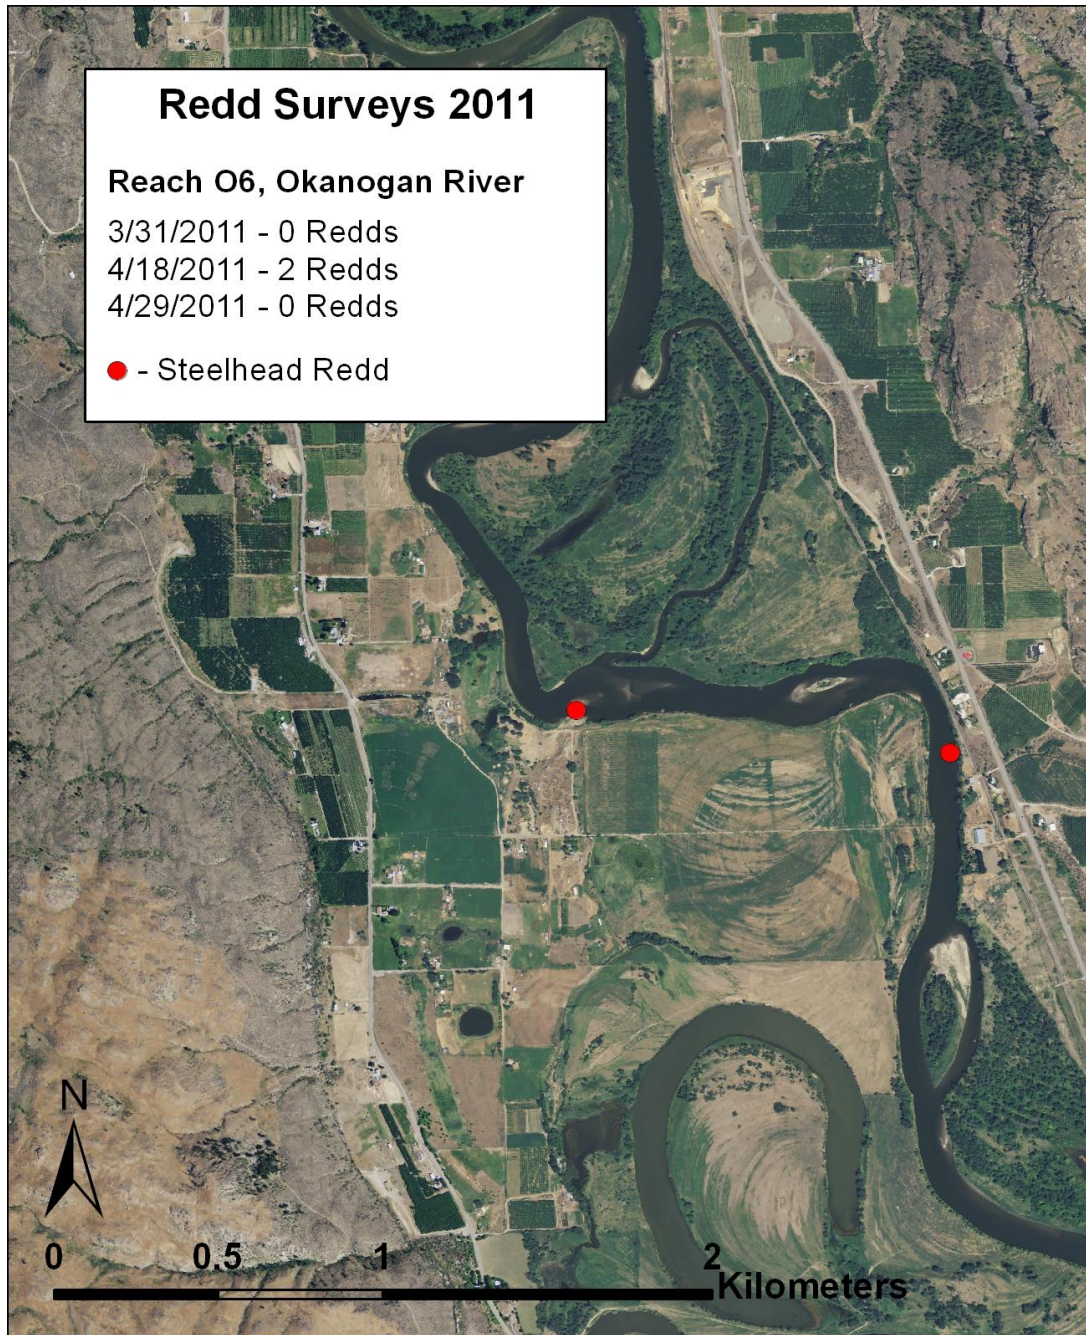 Redd Surveys 2011
Reach O6, Okanogan River
3/31/2011 - 0 Redds
4/18/2011 - 2 Redds
4/29/2011 - 0 Redds
- Steelhead Redd
N
0 0.5 1 2
Kilometers